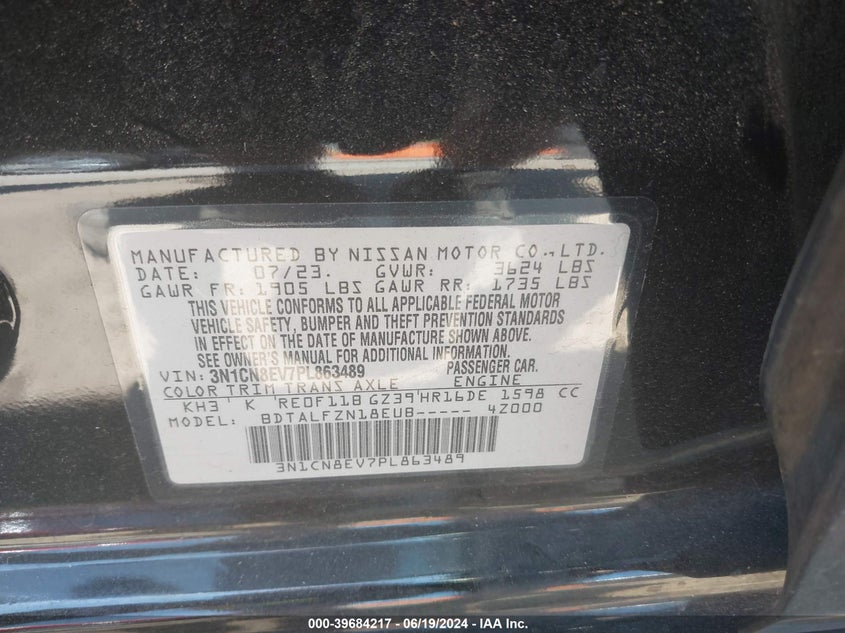 MANUFACTURED BY NISSAN MOTOR CO.,LTD.
DATE: 07/23. GVWR: 3624 LBS
GAWR FR: 1905 LBS GAWR RR: 1735 LBS
THIS VEHICLE CONFORMS TO ALL APPLICABLE FEDERAL MOTOR
VEHICLE SAFETY, BUMPER AND THEFT PREVENTION STANDARDS
IN EFFECT ON THE DATE OF MANUFACTURE SHOWN ABOVE.
SEE OWNER'S MANUAL FOR ADDITIONAL INFORMATION.
VIN: 3N1CN8EV7PL863489 PASSENGER CAR.
COLOR TRIM TRANS AXLE ENGINE
KH3 K RE0F11B GZ39 HR16DE 1598 CC
MODEL: BDTALFZN18EUB----- 4Z000
3N1CN8EV7PL863489
000-39684217 - 06/19/2024 - IAA Inc.